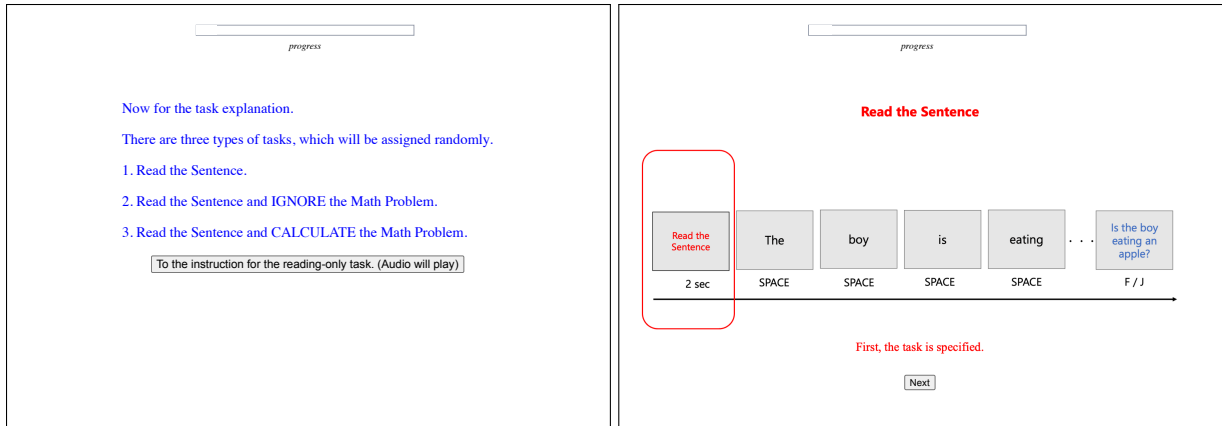 progress
Now for the task explanation.
There are three types of tasks, which will be assigned randomly.
1. Read the Sentence.
2. Read the Sentence and IGNORE the Math Problem.
3. Read the Sentence and CALCULATE the Math Problem.
To the instruction for the reading-only task. (Audio will play)
progress
Read the Sentence
Read the
Sentence
The
boy
is
eating
. . .
Is the boy
eating an
apple?
2 sec
SPACE
SPACE
SPACE
SPACE
F / J
First, the task is specified.
Next